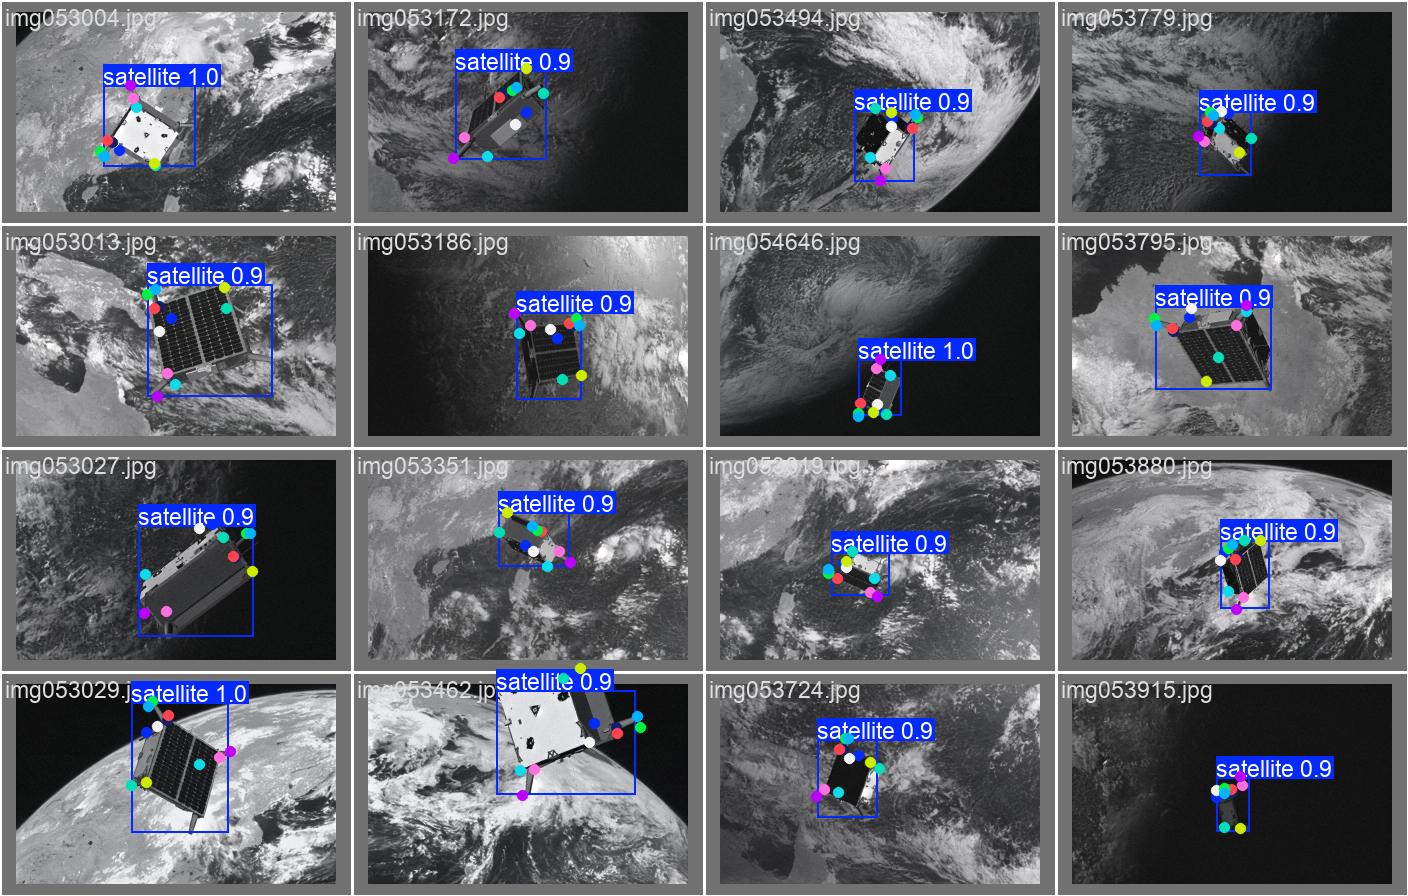 img053004.jpg
satellite 1.0
img053172.jpg
satellite 0.9
img053494.jpg
satellite 0.9
img053779.jpg
satellite 0.9
img053013.jpg
satellite 0.9
img053186.jpg
satellite 0.9
img054646.jpg
satellite 1.0
img053795.jpg
satellite 0.9
img053027.jpg
satellite 0.9
img053351.jpg
satellite 0.9
satellite 0.9
img053880.jpg
satellite 0.9
img053029.j
satellite 1.0
img053462.jp
satellite 0.9
img053724.jpg
satellite 0.9
img053915.jpg
satellite 0.9